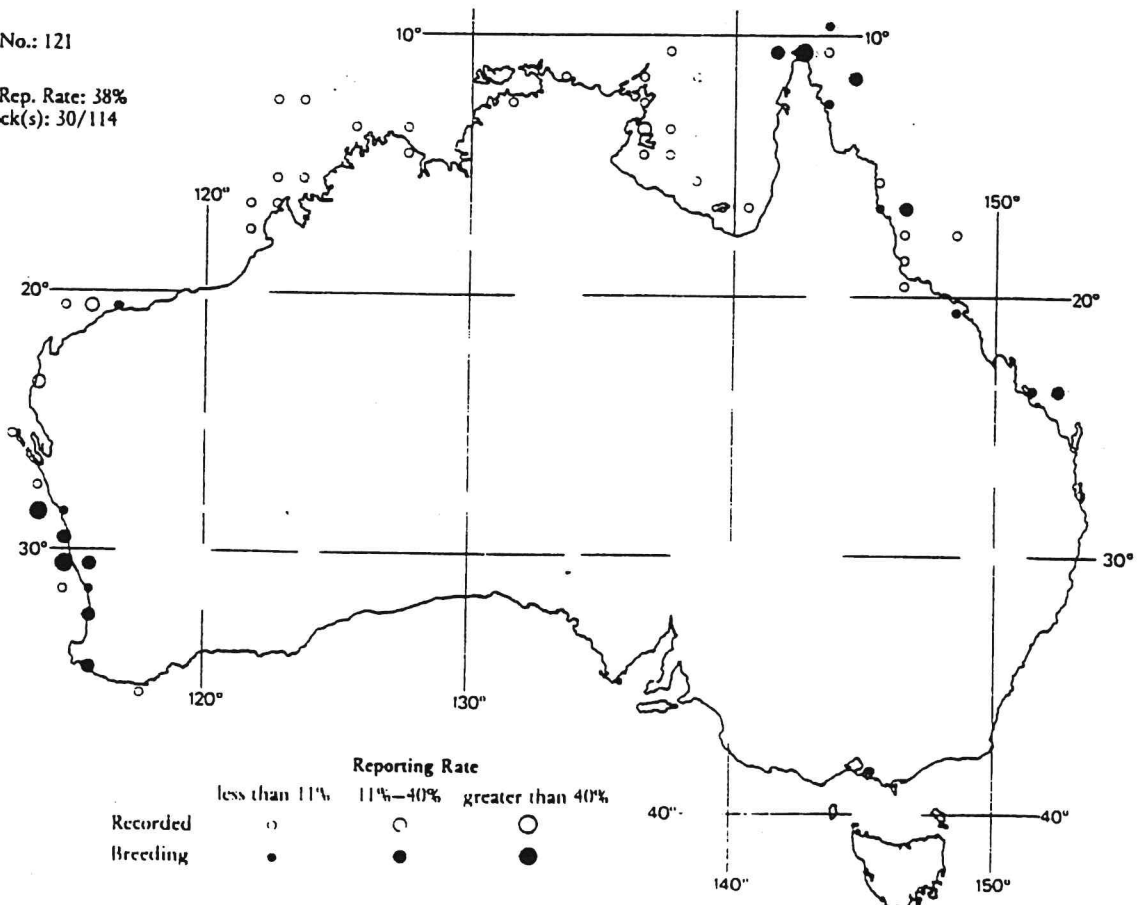 No.: 121
Rep. Rate: 38%
ck(s): 30/114
10° 10°
120° 150°
20° 20°
30° 30°
120° 130°
Reporting Rate
less than 11% 11%–40% greater than 40%
Recorded
Breeding
40° 40°
140° 150°